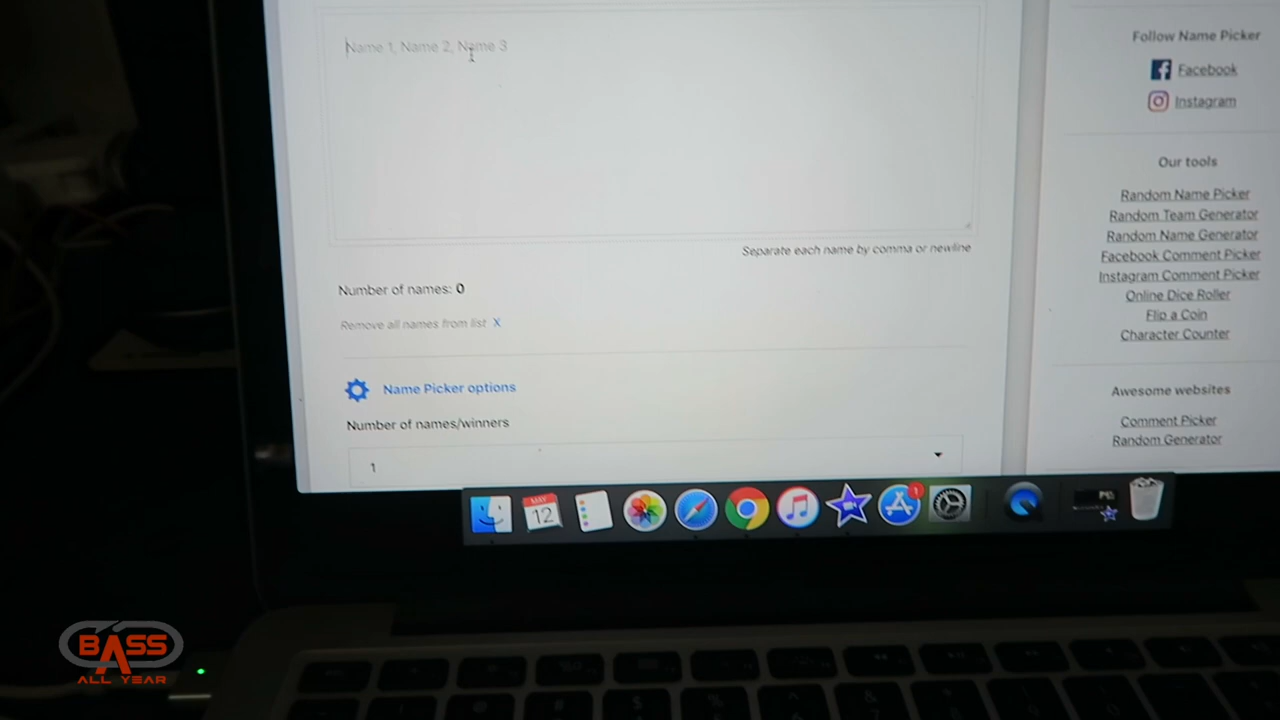 Name 1, Name 2, Name 3
Separate each name by comma or newline
Number of names: 0
Remove all names from list X
Name Picker options
Number of names/winners
1
Follow Name Picker
Facebook
Instagram
Our tools
Random Name Picker
Random Team Generator
Random Name Generator
Facebook Comment Picker
Instagram Comment Picker
Online Dice Roller
Flip a Coin
Character Counter
Awesome websites
Comment Picker
Random Generator
MAY
12
1
BASS
ALL YEAR